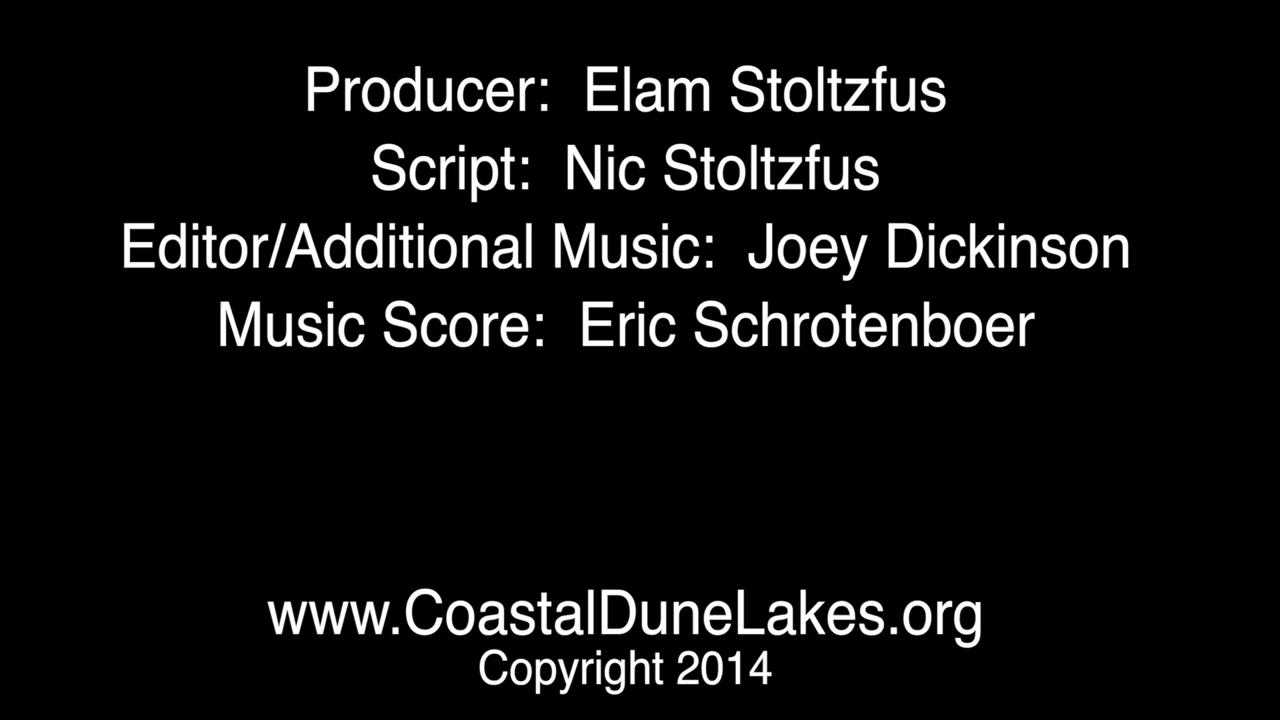 Producer:  Elam Stoltzfus
Script:  Nic Stoltzfus
Editor/Additional Music:  Joey Dickinson
Music Score:  Eric Schrotenboer
www.CoastalDuneLakes.org
Copyright 2014